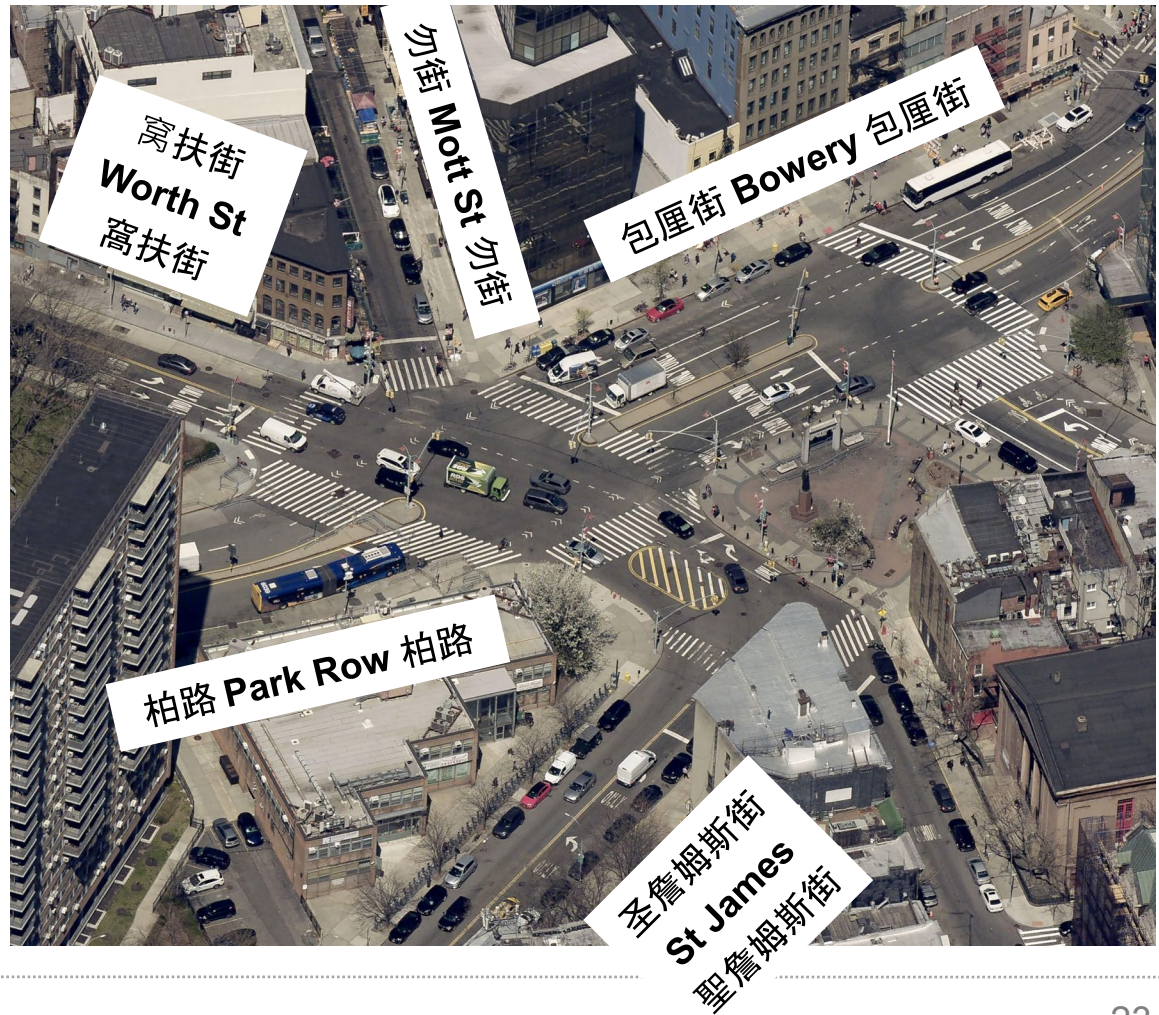 窝扶街
Worth St
窩扶街
勿街 Mott St 勿街
包厘街 Bowery 包厘街
柏路 Park Row 柏路
圣詹姆斯街
St James
聖詹姆斯街